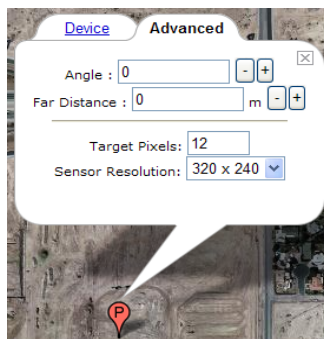 Device Advanced
Angle : 0 - +
Far Distance : 0 m - +
Target Pixels: 12
Sensor Resolution: 320 x 240
P